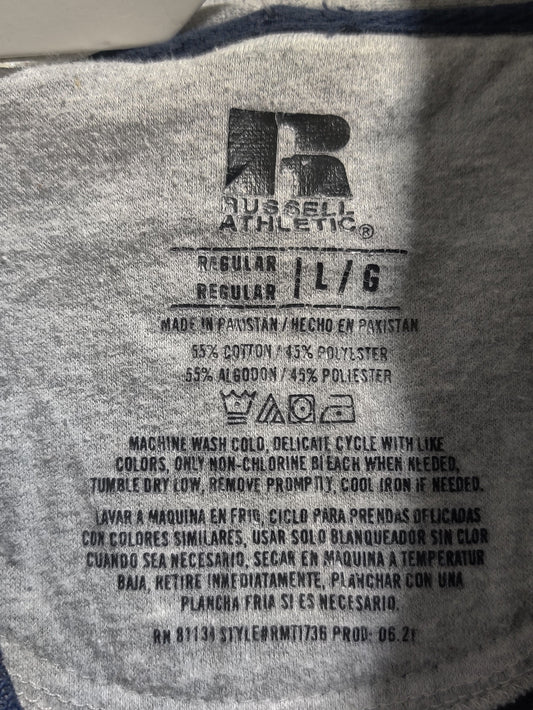 R
RUSSELL
ATHLETIC®
REGULAR
REGULAR
L/G
MADE IN PAKISTAN / HECHO EN PAKISTAN
55% COTTON / 45% POLYESTER
55% ALGODON / 45% POLIESTER
MACHINE WASH COLD, DELICATE CYCLE WITH LIKE
COLORS, ONLY NON-CHLORINE BLEACH WHEN NEEDED,
TUMBLE DRY LOW, REMOVE PROMPTLY, COOL IRON IF NEEDED.
LAVAR A MAQUINA EN FRIO, CICLO PARA PRENDAS DELICADAS
CON COLORES SIMILARES, USAR SOLO BLANQUEADOR SIN CLOR
CUANDO SEA NECESARIO, SECAR EN MAQUINA A TEMPERATUR
BAJA, RETIRE INMEDIATAMENTE, PLANCHAR CON UNA
PLANCHA FRIA SI ES NECESARIO.
RN 81134 STYLE#RMT1736 PROD: 06.21